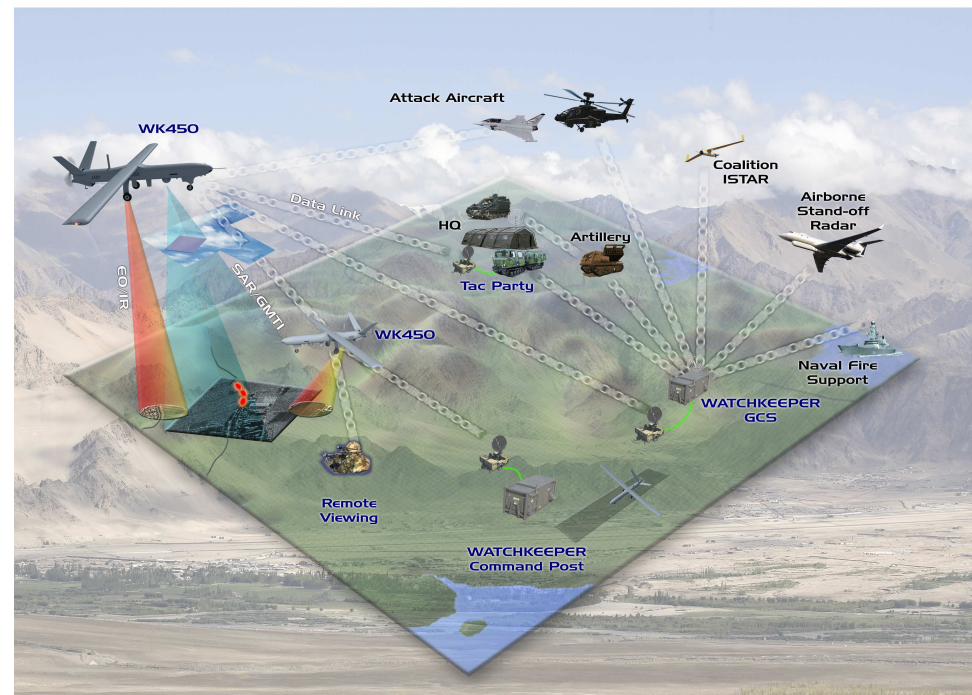 Attack Aircraft
WK450
Coalition
ISTAR
Airborne
Stand-off
Radar
Data Link
HQ
Artillery
Tac Party
EO/IR
SAR/GMTI
WK450
Naval Fire
Support
WATCHKEEPER
GCS
Remote
Viewing
WATCHKEEPER
Command Post